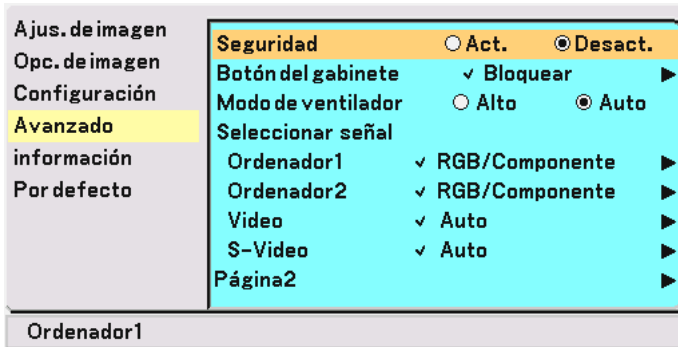 Ajus. de imagen
Opc. de imagen
Configuración
Avanzado
información
Por defecto
Seguridad Act. Desact.
Botón del gabinete Bloquear
Modo de ventilador Alto Auto
Seleccionar señal
Ordenador1 RGB/Componente
Ordenador2 RGB/Componente
Video Auto
S-Video Auto
Página2
Ordenador1